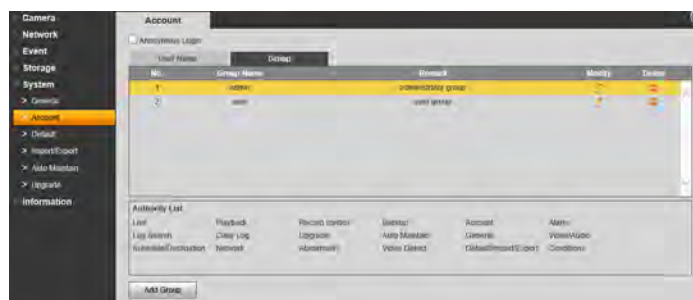 Camera
Network
Event
Storage
System
> General
> Account
> Default
> Import/Export
> Auto Maintain
> Upgrade
Information
Account
Anonymous Login
User Name Group
No. Group Name Remark Modify Delete
1 admin administrator group
2 user user group
Authority List
Live Playback Record control Backup Account Alarm
Log Search Clear Log Upgrade Auto Maintain General Video/Audio
Schedule/Destination Network Abnormality Video Detect Default/Import/Export Conditions
Add Group